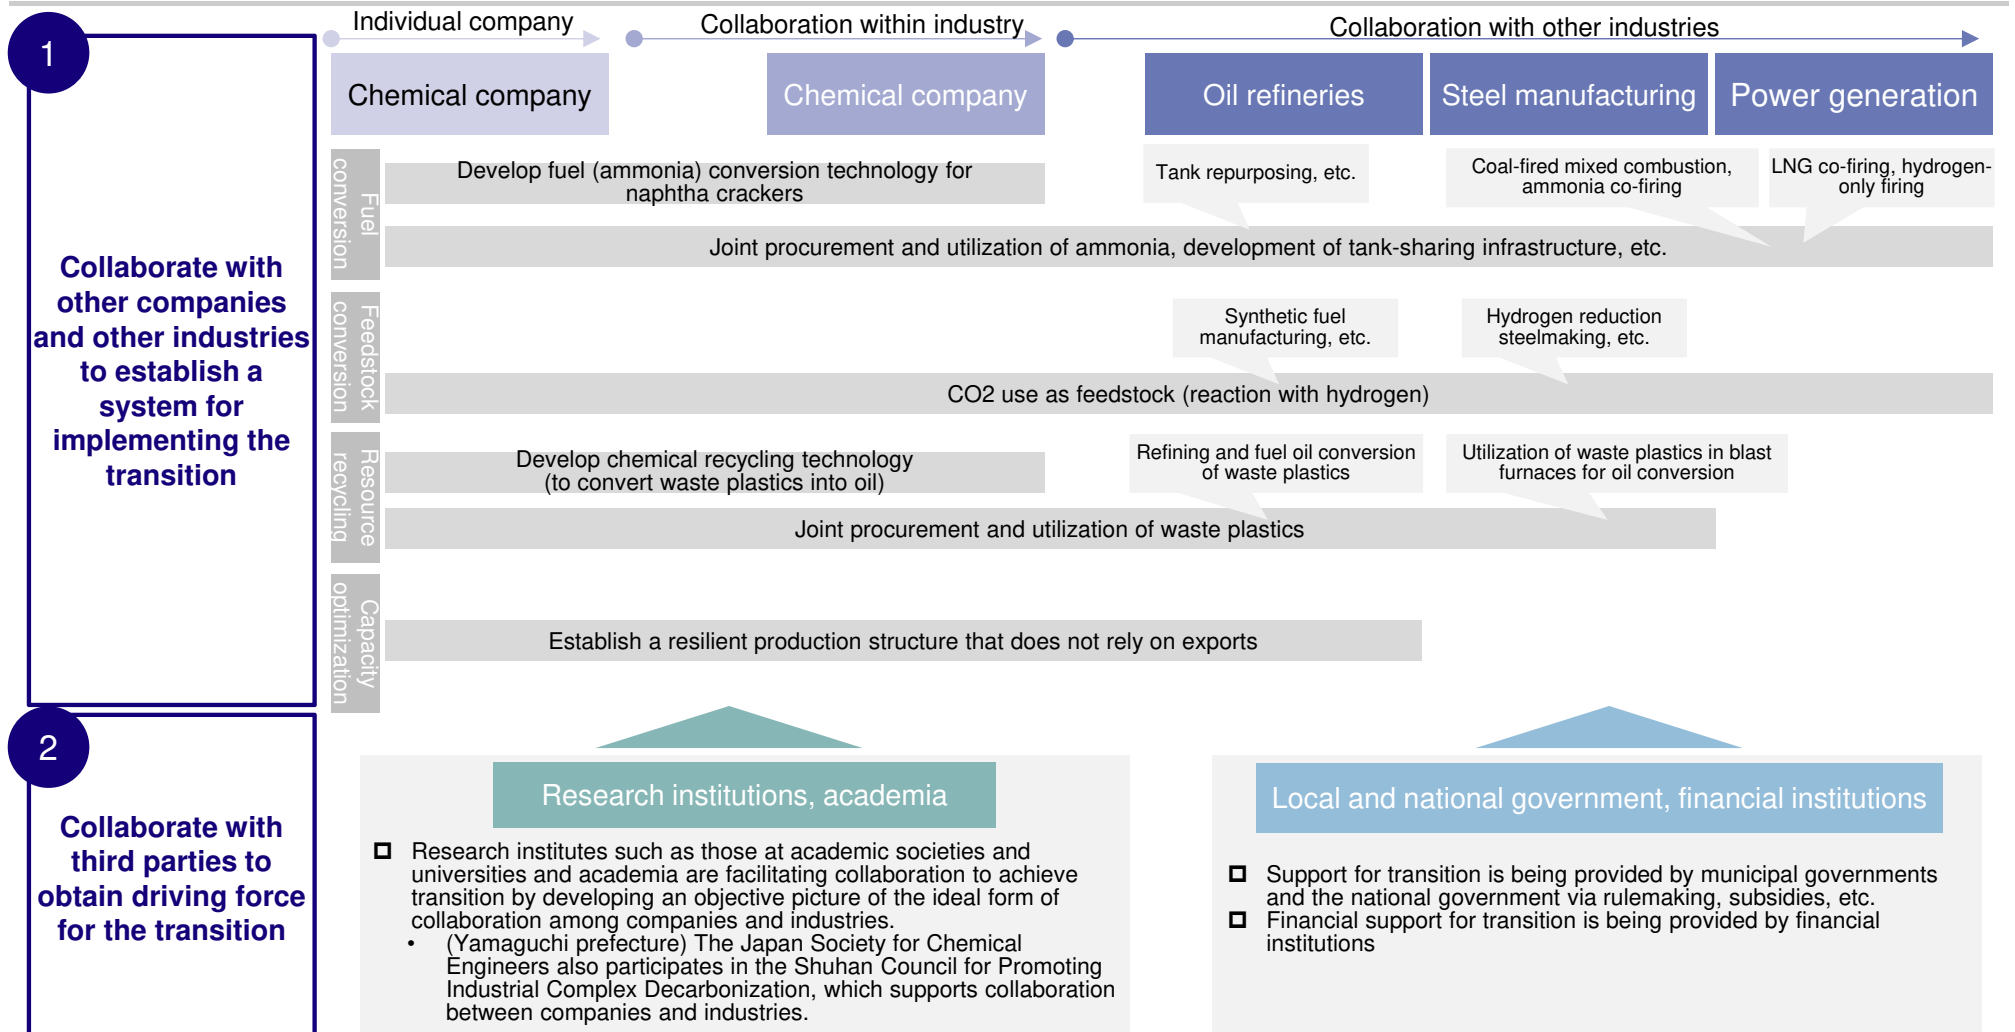 Individual company
Collaboration within industry
Collaboration with other industries
1
Chemical company
Chemical company
Oil refineries
Steel manufacturing
Power generation
Collaborate with
other companies
and other industries
to establish a
system for
implementing the
transition
Fuel
conversion
Develop fuel (ammonia) conversion technology for
naphtha crackers
Tank repurposing, etc.
Coal-fired mixed combustion,
ammonia co-firing
LNG co-firing, hydrogen-
only firing
Joint procurement and utilization of ammonia, development of tank-sharing infrastructure, etc.
Feedstock
conversion
Synthetic fuel
manufacturing, etc.
Hydrogen reduction
steelmaking, etc.
CO2 use as feedstock (reaction with hydrogen)
Resource
recycling
Develop chemical recycling technology
(to convert waste plastics into oil)
Refining and fuel oil conversion
of waste plastics
Utilization of waste plastics in blast
furnaces for oil conversion
Joint procurement and utilization of waste plastics
Capacity
optimization
Establish a resilient production structure that does not rely on exports
2
Collaborate with
third parties to
obtain driving force
for the transition
Research institutions, academia
Research institutes such as those at academic societies and
universities and academia are facilitating collaboration to achieve
transition by developing an objective picture of the ideal form of
collaboration among companies and industries.
• (Yamaguchi prefecture) The Japan Society for Chemical
Engineers also participates in the Shuhan Council for Promoting
Industrial Complex Decarbonization, which supports collaboration
between companies and industries.
Local and national government, financial institutions
Support for transition is being provided by municipal governments
and the national government via rulemaking, subsidies, etc.
Financial support for transition is being provided by financial
institutions